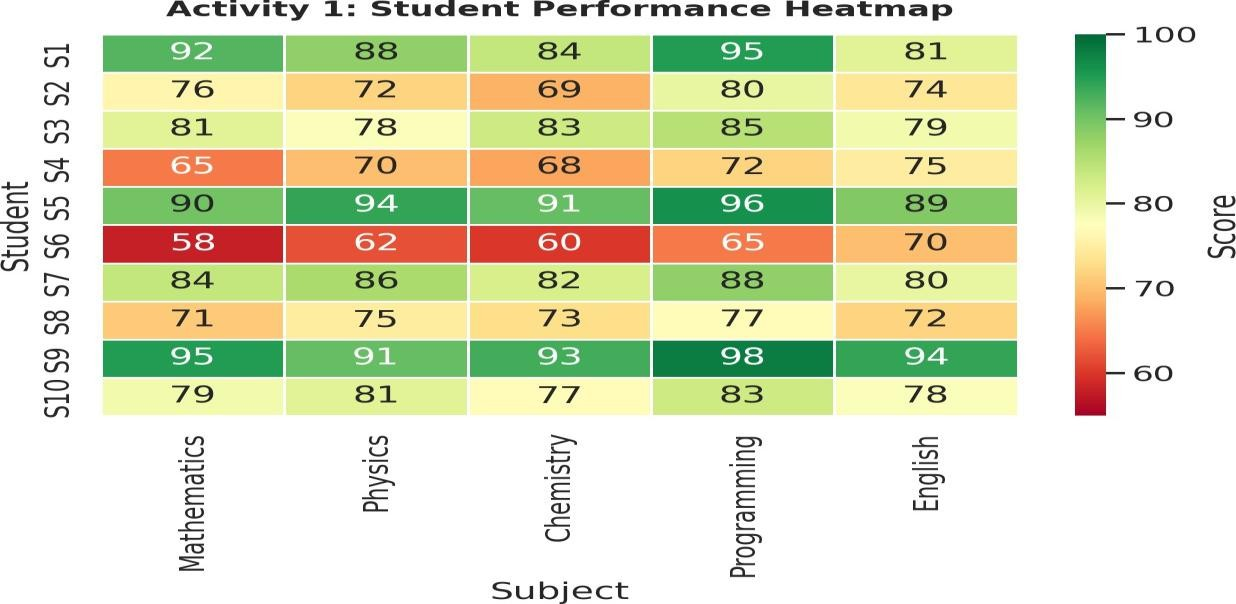 Activity 1: Student Performance Heatmap
S1 92 88 84 95 81
S2 76 72 69 80 74
S3 81 78 83 85 79
S4 65 70 68 72 75
S5 90 94 91 96 89
S6 58 62 60 65 70
S7 84 86 82 88 80
S8 71 75 73 77 72
S9 95 91 93 98 94
S10 79 81 77 83 78
Student
Mathematics Physics Chemistry Programming English
Subject
100
90
80
70
60
Score